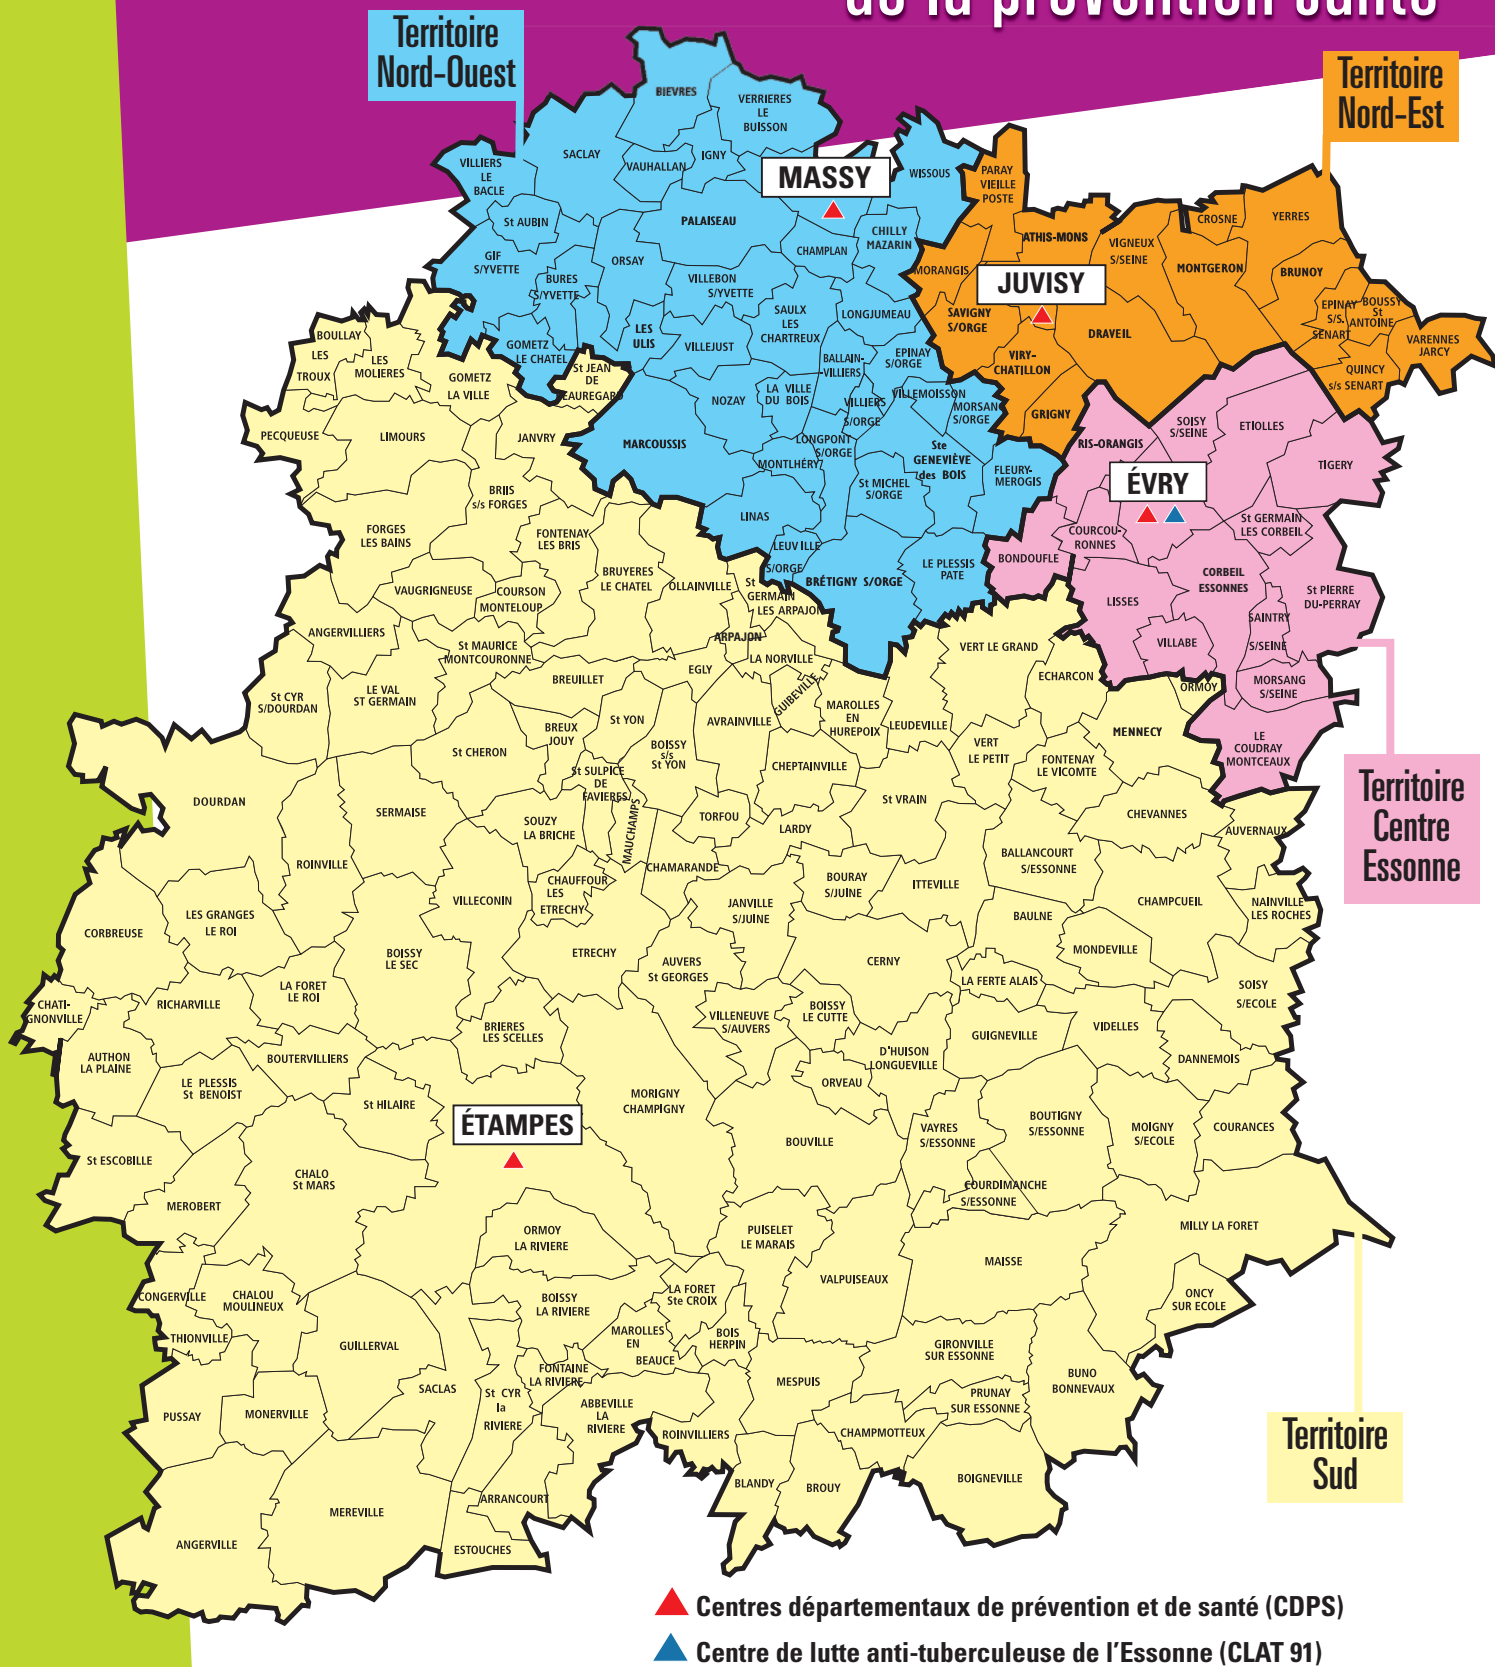 de la prévention santé
Territoire
Nord-Ouest
Territoire
Nord-Est
BIEVRES
VERRIERES
LE
BUISSON
SACLAY
VAUHALLAN
IGNY
VILLIERS
LE
BACLE
MASSY
WISSOUS
PARAY
VIEILLE
POSTE
St AUBIN
PALAISEAU
CHAMPLAN
CHILLY
MAZARIN
ATHIS-MONS
VIGNEUX
S/SEINE
CROSNE
YERRES
MONTGERON
BRUNOY
GIF
S/YVETTE
BURES
S/YVETTE
ORSAY
VILLEBON
S/YVETTE
MORANGIS
JUVISY
SAVIGNY
S/ORGE
DRAVEIL
EPINAY
S/S.
SENART
BOUSSY
St
ANTOINE
VARENNES
JARCY
QUINCY
s/s SENART
SAULX
LES
CHARTREUX
LONGJUMEAU
LES
ULIS
VILLEJUST
GOMETZ
LE CHATEL
BALLAIN-
VILLIERS
EPINAY
S/ORGE
VIRY-
CHATILLON
GRIGNY
BOULLAY
LES
TROUX
LES
MOLIERES
GOMETZ
LA VILLE
St JEAN
DE
BEAUREGARD
NOZAY
LA VILLE
DU BOIS
VILLIERS
S/ORGE
VILLEMOISSON
MORSANG
S/ORGE
PECQUEUSE
LIMOURS
JANVRY
MARCOUSSIS
LONGPONT
S/ORGE
MONTLHÉRY
Ste
GENEVIÈVE
des BOIS
St MICHEL
S/ORGE
FLEURY-
MEROGIS
RIS-ORANGIS
SOISY
S/SEINE
ETIOLLES
TIGERY
ÉVRY
BRIIS
s/s FORGES
FORGES
LES BAINS
FONTENAY
LES BRIS
LINAS
LEUVILLE
S/ORGE
BRÉTIGNY S/ORGE
LE PLESSIS
PATE
BONDOUFLE
COURCOU-
RONNES
St GERMAIN
LES CORBEIL
CORBEIL
ESSONNES
St PIERRE
DU-PERRAY
LISSES
VILLABE
SAINTRY
S/SEINE
MORSANG
S/SEINE
LE
COUDRAY
MONTCEAUX
VAUGRIGNEUSE
COURSON
MONTELOUP
BRUYERES
LE CHATEL
OLLAINVILLE
St
GERMAIN
LES ARPAJON
ARPAJON
ANGERVILLIERS
St MAURICE
MONTCOURONNE
LA NORVILLE
VERT LE GRAND
ECHARCON
ORMOY
St CYR
S/DOURDAN
LE VAL
ST GERMAIN
BREUILLET
EGLY
GUIBEVILLE
MAROLLES
EN
HUREPOIX
LEUDEVILLE
MENNECY
St CHERON
BREUX
JOUY
St YON
BOISSY
s/s
St YON
AVRAINVILLE
CHEPTAINVILLE
VERT
LE PETIT
FONTENAY
LE VICOMTE
Territoire
Centre
Essonne
DOURDAN
SERMAISE
St SULPICE
DE
FAVIERES
MAUCHAMPS
SOUZY
LA BRICHE
TORFOU
LARDY
St VRAIN
CHEVANNES
AUVERNAUX
ROINVILLE
VILLECONIN
CHAUFFOUR
LES
ETRECHY
CHAMARANDE
BOURAY
S/JUINE
ITTEVILLE
BALLANCOURT
S/ESSONNE
CHAMPCUEIL
NAINVILLE
LES ROCHES
LES GRANGES
LE ROI
CORBREUSE
BOISSY
LE SEC
ETRECHY
JANVILLE
S/JUINE
AUVERS
St GEORGES
CERNY
BAULNE
MONDEVILLE
LA FERTE ALAIS
SOISY
S/ECOLE
CHATI-
GNONVILLE
RICHARVILLE
LA FORET
LE ROI
BRIERES
LES SCELLES
VILLENEUVE
S/AUVERS
BOISSY
LE CUTTE
GUIGNEVILLE
VIDELLES
DANNEMOIS
AUTHON
LA PLAINE
LE PLESSIS
St BENOIST
BOUTERVILLIERS
St HILAIRE
MORIGNY
CHAMPIGNY
D'HUISON
LONGUEVILLE
ORVEAU
ÉTAMPES
BOUVILLE
VAYRES
S/ESSONNE
BOUTIGNY
S/ESSONNE
MOIGNY
S/ECOLE
COURANCES
St ESCOBILLE
CHALO
St MARS
MEROBERT
COURDIMANCHE
S/ESSONNE
ORMOY
LA RIVIERE
PUISELET
LE MARAIS
MILLY LA FORET
MAISSE
VALPUISEAUX
CONGERVILLE
CHALOU
MOULINEUX
THIONVILLE
BOISSY
LA RIVIERE
LA FORET
Ste CROIX
ONCY
SUR ECOLE
GUILLERVAL
MAROLLES
EN
BEAUCE
BOIS
HERPIN
GIRONVILLE
SUR ESSONNE
BUNO
BONNEVAUX
FONTAINE
LA RIVIERE
SACLAS
St CYR
la
RIVIERE
ABBEVILLE
LA
RIVIERE
MESPUIS
PRUNAY
SUR ESSONNE
PUSSAY
MONERVILLE
ROINVILLIERS
CHAMPMOTTEUX
Territoire
Sud
BLANDY
BROUY
BOIGNEVILLE
ARRANCOURT
MEREVILLE
ANGERVILLE
ESTOUCHES
Centres départementaux de prévention et de santé (CDPS)
Centre de lutte anti-tuberculeuse de l'Essonne (CLAT 91)